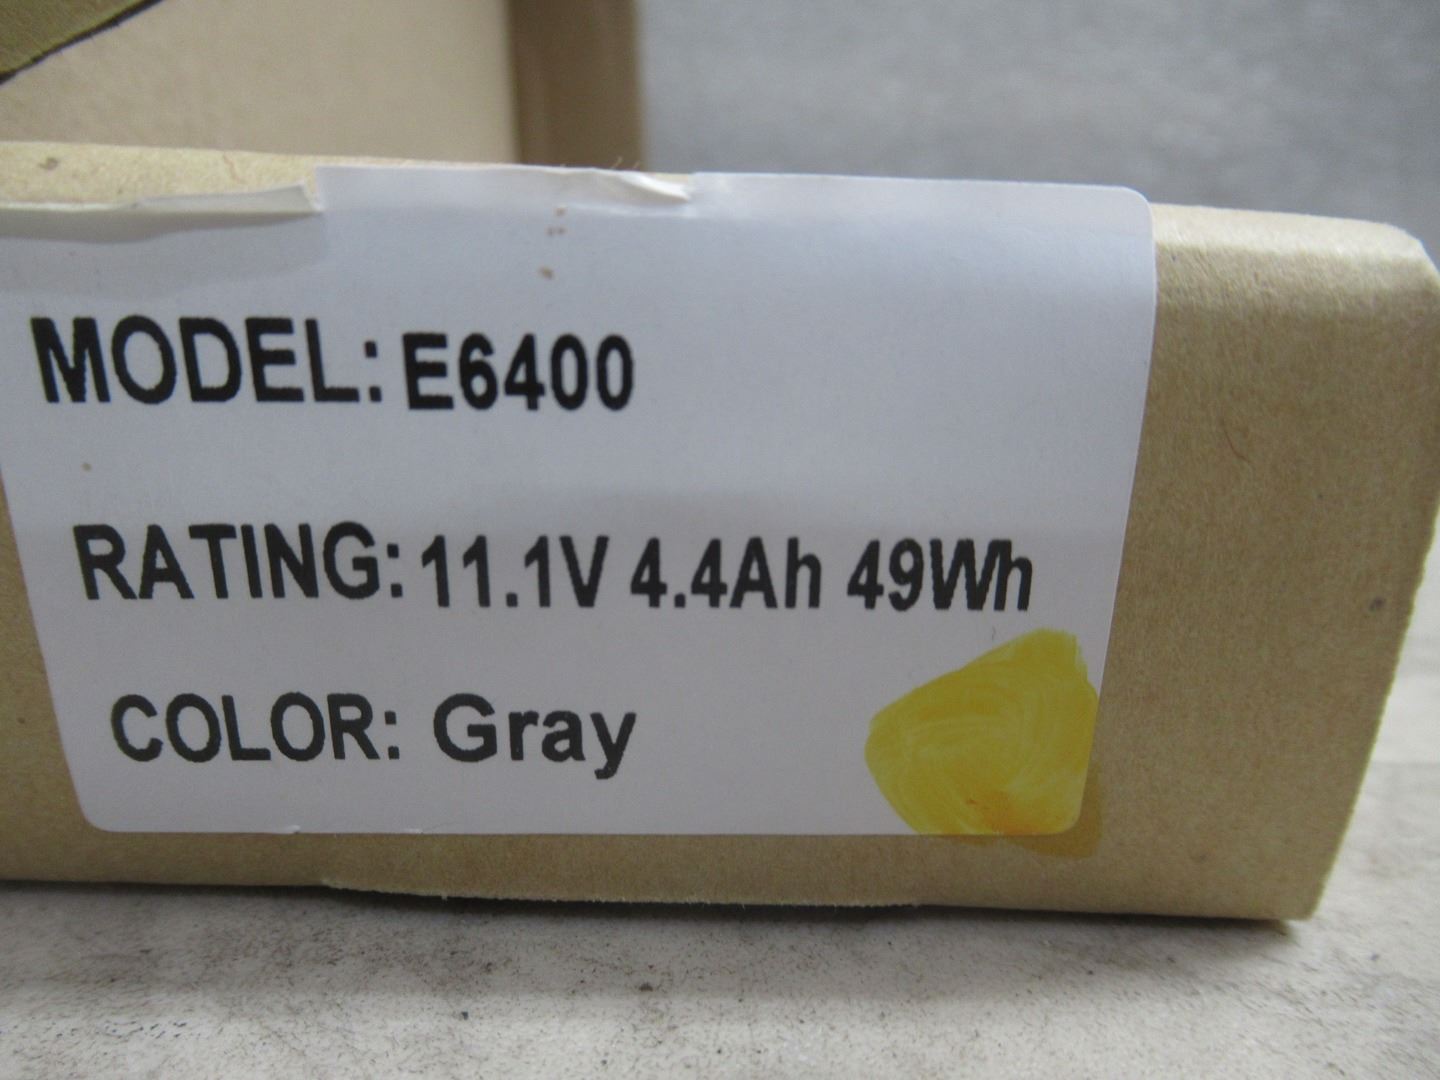 MODEL: E6400
RATING: 11.1V 4.4Ah 49Wh
COLOR: Gray